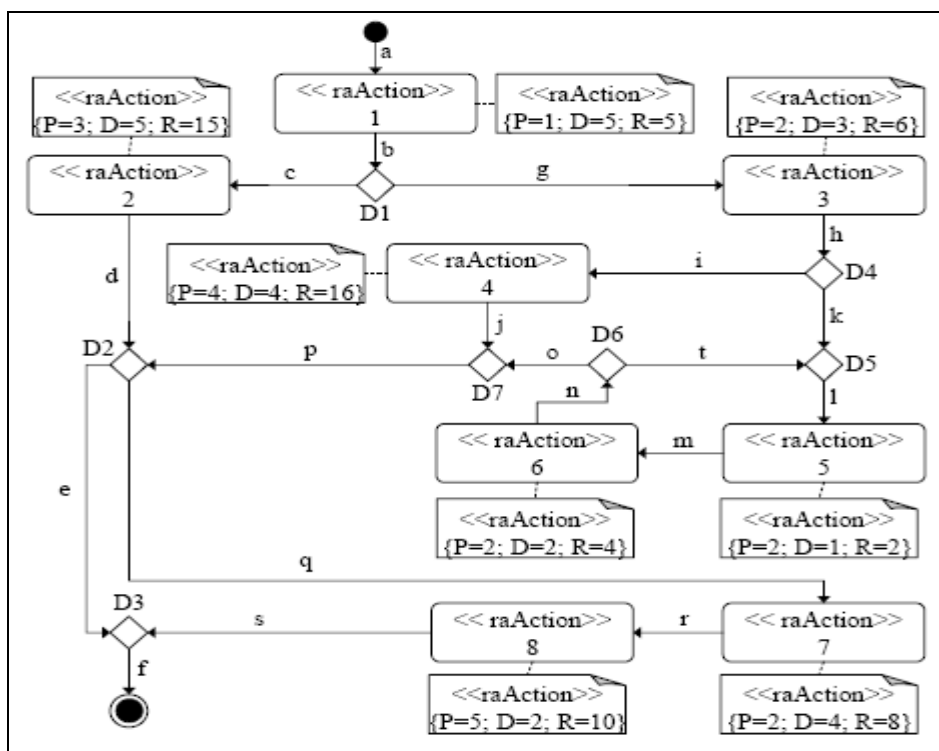 a
<<raAction>>
{P=3; D=5; R=15}
<< raAction>>
1
<<raAction>>
{P=1; D=5; R=5}
<<raAction>>
{P=2; D=3; R=6}
b
<< raAction>>
2
c
g
D1
<< raAction>>
3
h
d
<<raAction>>
{P=4; D=4; R=16}
<< raAction>>
4
i
D4
j
k
D6
D2
p
o
t
D5
D7
n
l
<< raAction>>
6
m
<< raAction>>
5
e
<<raAction>>
{P=2; D=2; R=4}
<<raAction>>
{P=2; D=1; R=2}
q
D3
s
<< raAction>>
8
r
<< raAction>>
7
f
<<raAction>>
{P=5; D=2; R=10}
<<raAction>>
{P=2; D=4; R=8}